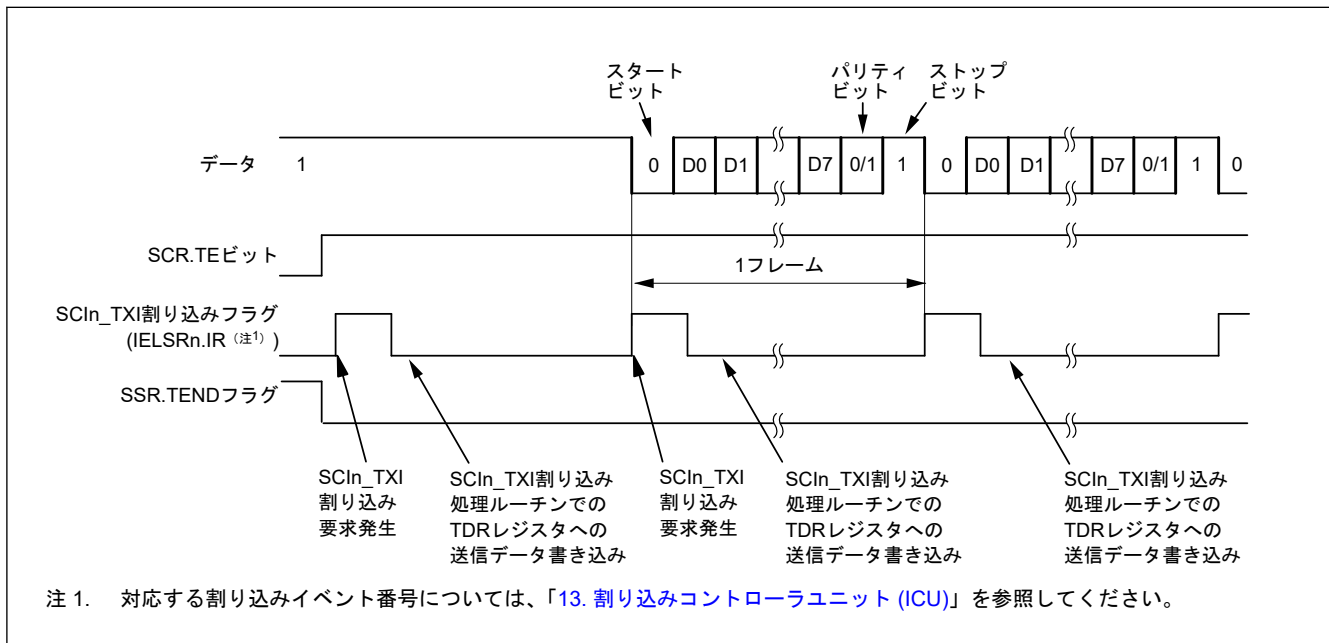 スタート
ビット
パリティ
ビット
ストップ
ビット
データ 1 0 D0 D1 D7 0/1 1 0 D0 D1 D7 0/1 1 0
SCR.TEビット
1フレーム
SCIn_TXI割り込みフラグ
(IELSRn.IR（注1）)
SSR.TENDフラグ
SCIn_TXI
割り込み
要求発生
SCIn_TXI割り込み
処理ルーチンでの
TDRレジスタへの
送信データ書き込み
SCIn_TXI
割り込み
要求発生
SCIn_TXI割り込み
処理ルーチンでの
TDRレジスタへの
送信データ書き込み
SCIn_TXI割り込み
処理ルーチンでの
TDRレジスタへの
送信データ書き込み
注 1. 対応する割り込みイベント番号については、「13. 割り込みコントローラユニット (ICU)」を参照してください。